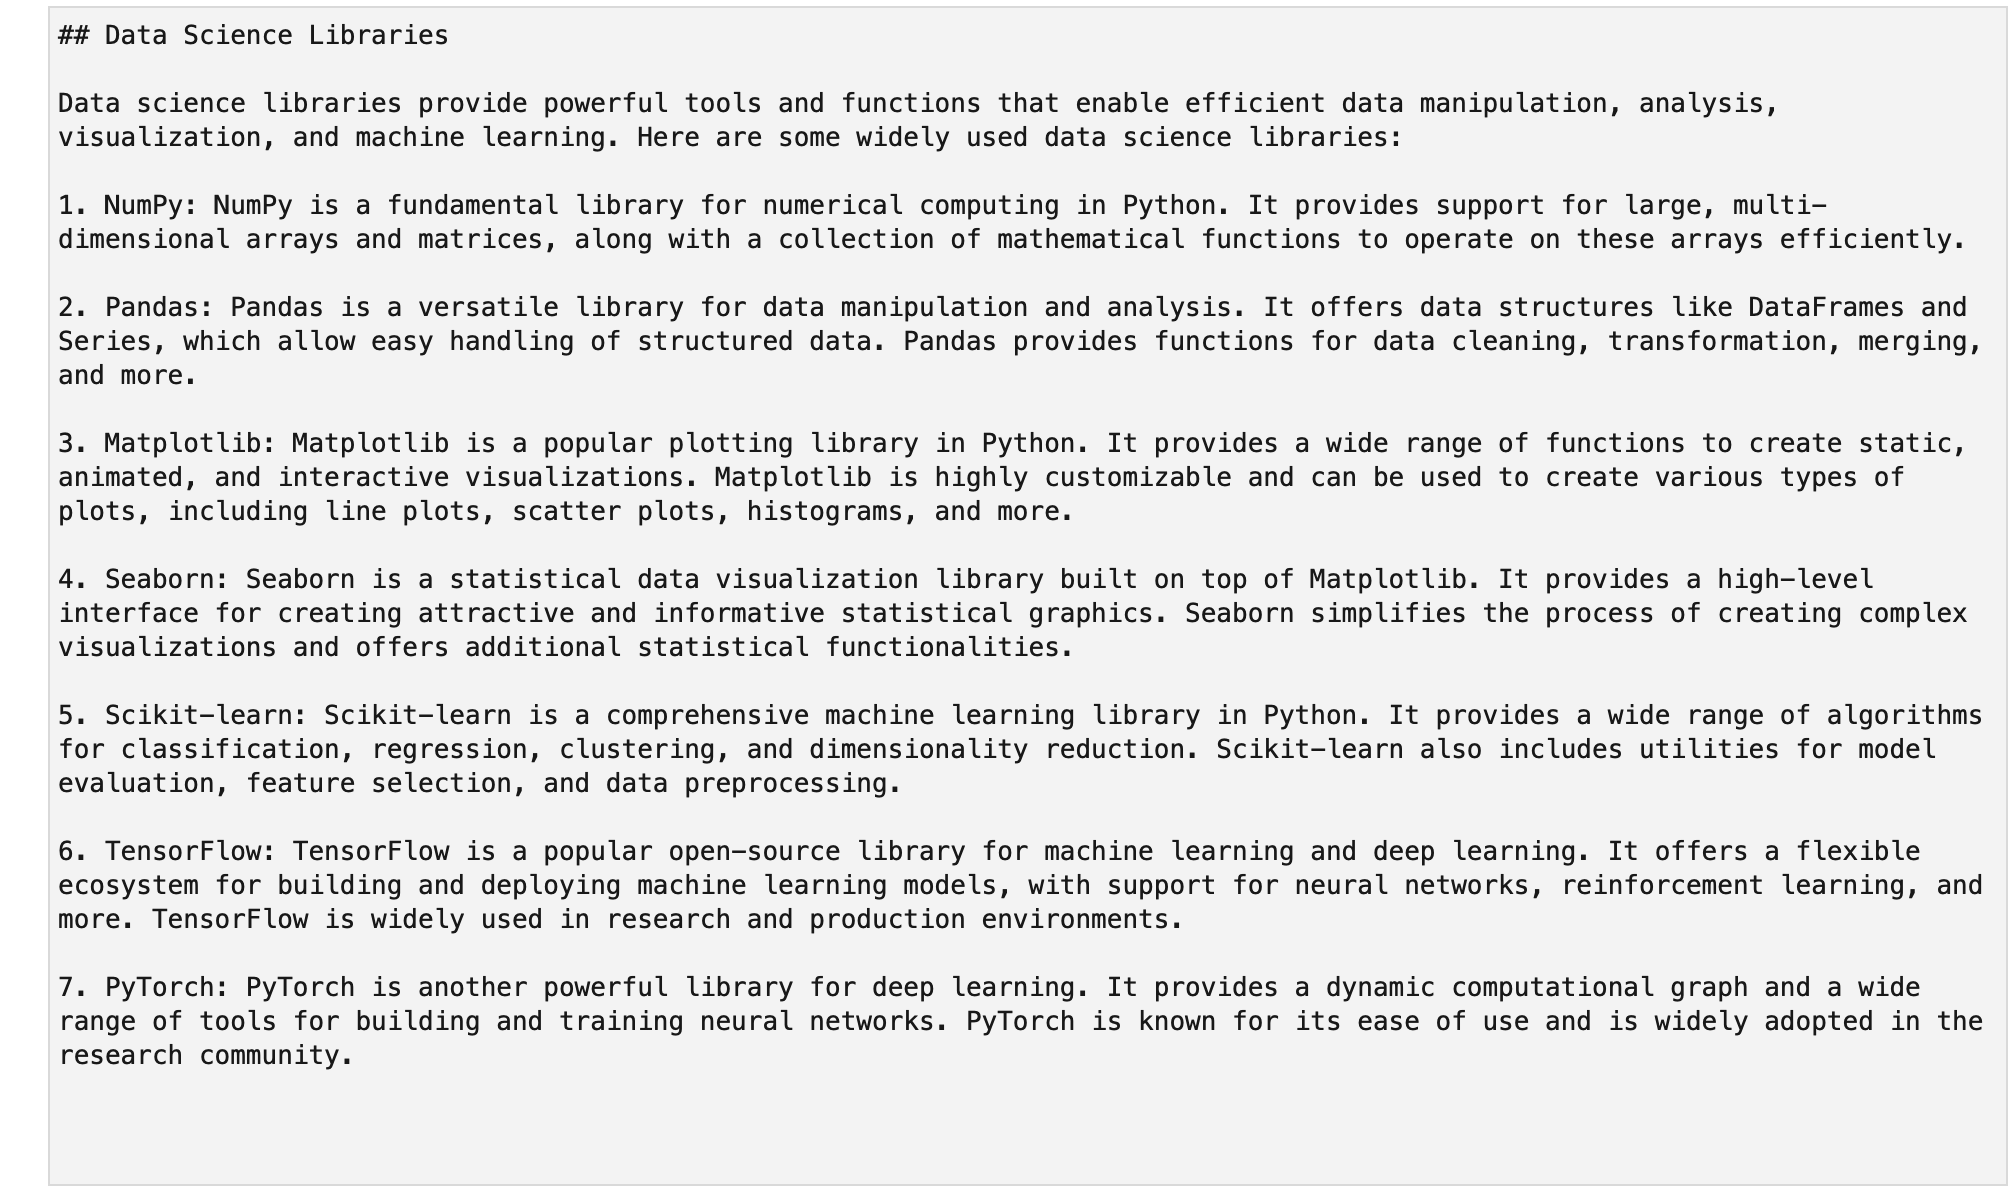 ## Data Science Libraries
Data science libraries provide powerful tools and functions that enable efficient data manipulation, analysis,
visualization, and machine learning. Here are some widely used data science libraries:
1. NumPy: NumPy is a fundamental library for numerical computing in Python. It provides support for large, multi-
dimensional arrays and matrices, along with a collection of mathematical functions to operate on these arrays efficiently.
2. Pandas: Pandas is a versatile library for data manipulation and analysis. It offers data structures like DataFrames and
Series, which allow easy handling of structured data. Pandas provides functions for data cleaning, transformation, merging,
and more.
3. Matplotlib: Matplotlib is a popular plotting library in Python. It provides a wide range of functions to create static,
animated, and interactive visualizations. Matplotlib is highly customizable and can be used to create various types of
plots, including line plots, scatter plots, histograms, and more.
4. Seaborn: Seaborn is a statistical data visualization library built on top of Matplotlib. It provides a high-level
interface for creating attractive and informative statistical graphics. Seaborn simplifies the process of creating complex
visualizations and offers additional statistical functionalities.
5. Scikit-learn: Scikit-learn is a comprehensive machine learning library in Python. It provides a wide range of algorithms
for classification, regression, clustering, and dimensionality reduction. Scikit-learn also includes utilities for model
evaluation, feature selection, and data preprocessing.
6. TensorFlow: TensorFlow is a popular open-source library for machine learning and deep learning. It offers a flexible
ecosystem for building and deploying machine learning models, with support for neural networks, reinforcement learning, and
more. TensorFlow is widely used in research and production environments.
7. PyTorch: PyTorch is another powerful library for deep learning. It provides a dynamic computational graph and a wide
range of tools for building and training neural networks. PyTorch is known for its ease of use and is widely adopted in the
research community.